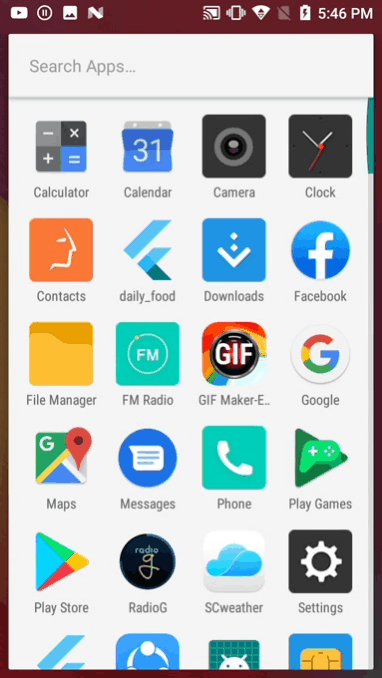 5:46 PM
Search Apps...
31
Calculator Calendar Camera Clock
Contacts daily_food Downloads Facebook
FM
GIF
G
File Manager FM Radio GIF Maker-E.. Google
G
Maps Messages Phone Play Games
radio
g
Play Store RadioG SCweather Settings